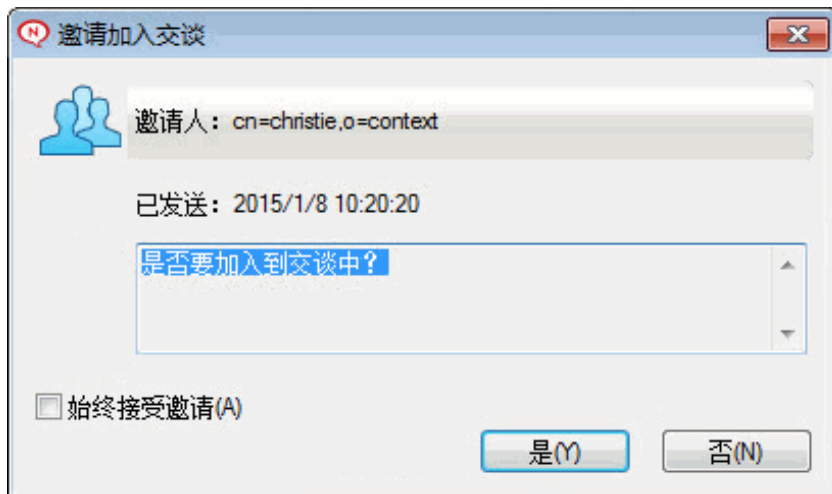 邀请加入交谈
邀请人：cn=christie,o=context
已发送：2015/1/8 10:20:20
是否要加入到交谈中？
始终接受邀请(A)
是(Y) 否(N)